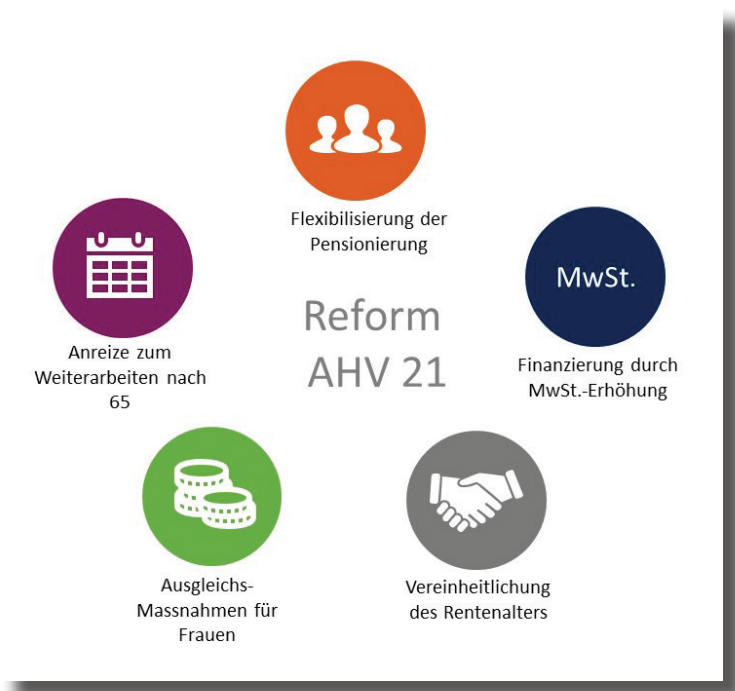 Flexibilisierung der
Pensionierung
MwSt.
Finanzierung durch
MwSt.-Erhöhung
Reform
AHV 21
Anreize zum
Weiterarbeiten nach
65
Ausgleichs-
Massnahmen für
Frauen
Vereinheitlichung
des Rentenalters